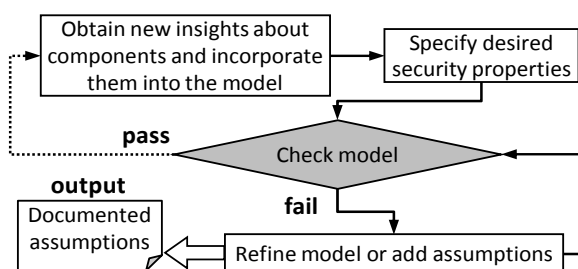 Obtain new insights about
components and incorporate
them into the model
Specify desired
security properties
pass
Check model
output
fail
Documented
assumptions
Refine model or add assumptions